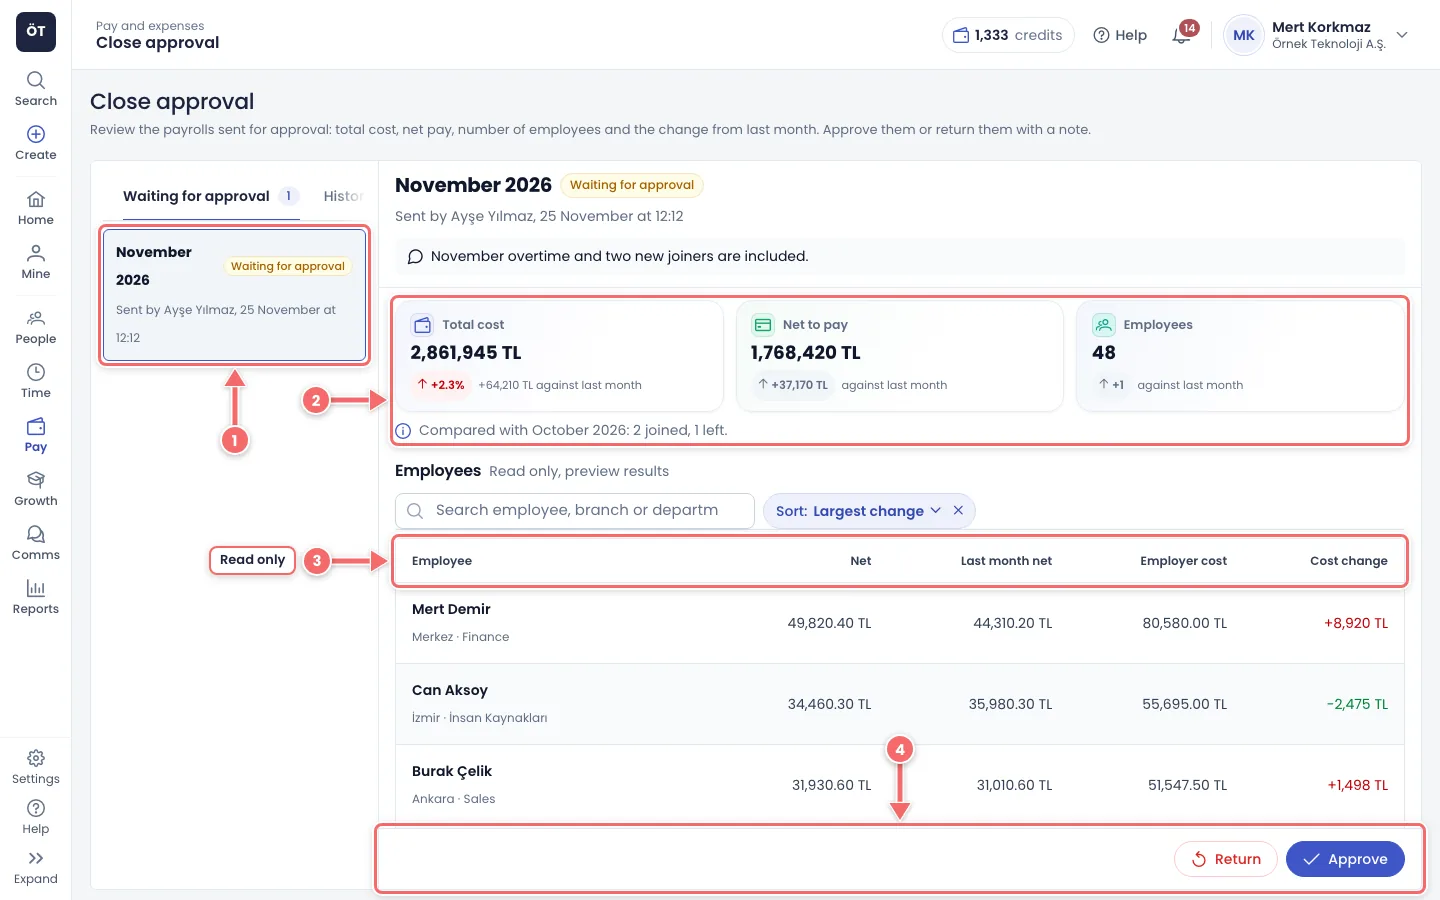 ÖT
Pay and expenses
Close approval
1,333 credits
Help
14
MK
Mert Korkmaz
Örnek Teknoloji A.Ş.
Search
Create
Home
Mine
People
Time
Pay
Growth
Comms
Reports
Settings
Help
Expand
Close approval
Review the payrolls sent for approval: total cost, net pay, number of employees and the change from last month. Approve them or return them with a note.
Waiting for approval 1
Histor
November 2026
Waiting for approval
Sent by Ayşe Yılmaz, 25 November at 12:12
1
November 2026 Waiting for approval
Sent by Ayşe Yılmaz, 25 November at 12:12
November overtime and two new joiners are included.
2
Total cost
2,861,945 TL
+2.3% +64,210 TL against last month
Net to pay
1,768,420 TL
+37,170 TL against last month
Employees
48
+1 against last month
Compared with October 2026: 2 joined, 1 left.
Employees Read only, preview results
Search employee, branch or departm
Sort: Largest change
Read only 3
Employee Net Last month net Employer cost Cost change
Mert Demir
Merkez · Finance
49,820.40 TL 44,310.20 TL 80,580.00 TL +8,920 TL
Can Aksoy
İzmir · İnsan Kaynakları
34,460.30 TL 35,980.30 TL 55,695.00 TL -2,475 TL
4
Burak Çelik
Ankara · Sales
31,930.60 TL 31,010.60 TL 51,547.50 TL +1,498 TL
Return Approve